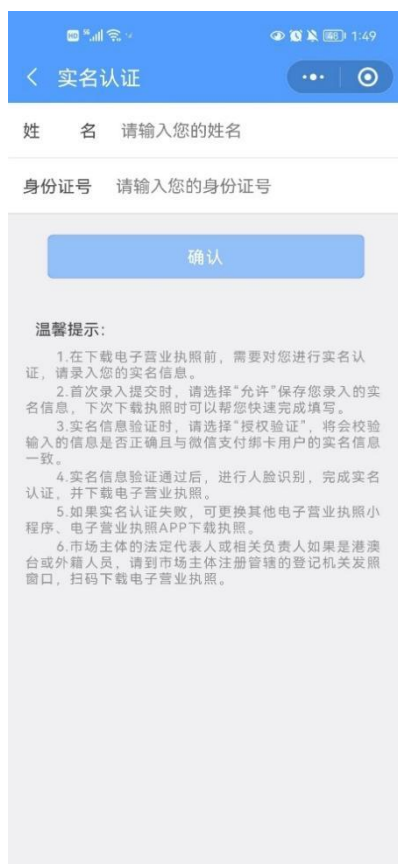 HD 5G 1:49
实名认证
姓 名 请输入您的姓名
身份证号 请输入您的身份证号
确认
温馨提示:
1.在下载电子营业执照前，需要对您进行实名认
证，请录入您的实名信息。
2.首次录入提交时，请选择“允许”保存您录入的实
名信息，下次下载执照时可以帮您快速完成填写。
3.实名信息验证时，请选择“授权验证”，将会校验
输入的信息是否正确且与微信支付绑卡用户的实名信息
一致。
4.实名信息验证通过后，进行人脸识别，完成实名
认证，并下载电子营业执照。
5.如果实名认证失败，可更换其他电子营业执照小
程序、电子营业执照APP下载执照。
6.市场主体的法定代表人或相关负责人如果是港澳
台或外籍人员，请到市场主体注册管辖的登记机关发照
窗口，扫码下载电子营业执照。